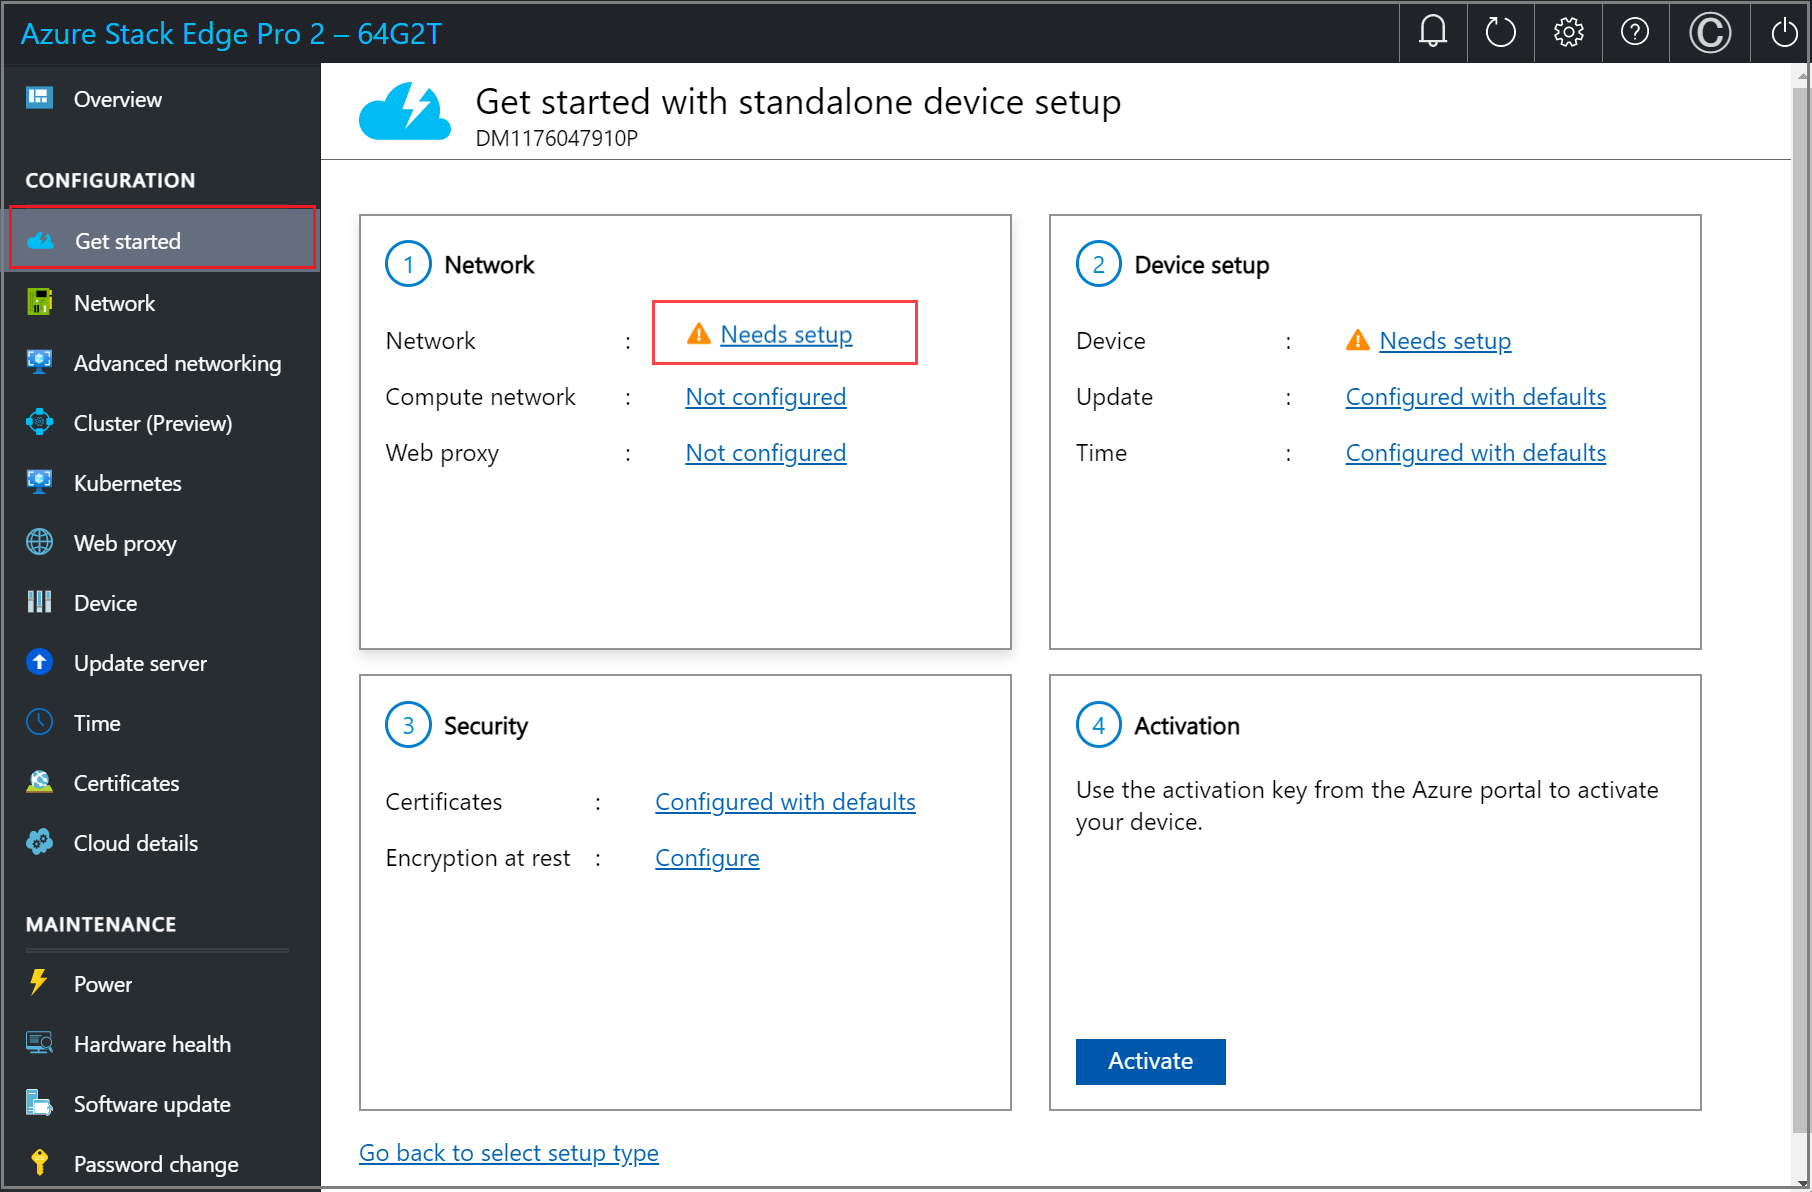 Azure Stack Edge Pro 2 – 64G2T
?
©
Overview
CONFIGURATION
Get started
Network
Advanced networking
Cluster (Preview)
Kubernetes
Web proxy
Device
Update server
Time
Certificates
Cloud details
MAINTENANCE
Power
Hardware health
Software update
Password change
Get started with standalone device setup
DM1176047910P
1 Network
Network : Needs setup
Compute network : Not configured
Web proxy : Not configured
2 Device setup
Device : Needs setup
Update : Configured with defaults
Time : Configured with defaults
3 Security
Certificates : Configured with defaults
Encryption at rest : Configure
4 Activation
Use the activation key from the Azure portal to activate
your device.
Activate
Go back to select setup type